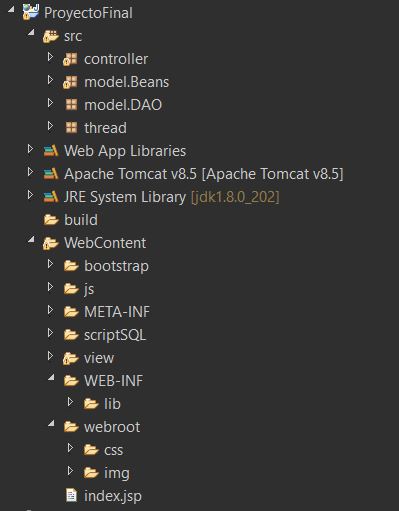 ProyectoFinal
src
controller
model.Beans
model.DAO
thread
Web App Libraries
Apache Tomcat v8.5 [Apache Tomcat v8.5]
JRE System Library [jdk1.8.0_202]
build
WebContent
bootstrap
js
META-INF
scriptSQL
view
WEB-INF
lib
webroot
css
img
index.jsp